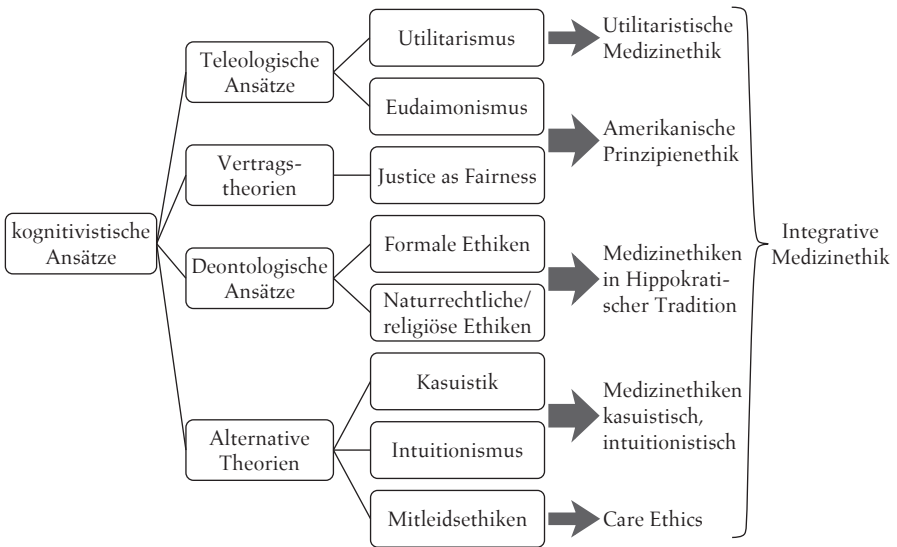 kognitivistische
Ansätze
Teleologische
Ansätze
Vertrags-
theorien
Deontologische
Ansätze
Alternative
Theorien
Utilitarismus
Eudaimonismus
Justice as Fairness
Formale Ethiken
Naturrechtliche/
religiöse Ethiken
Kasuistik
Intuitionismus
Mitleidsethiken
Utilitaristische
Medizinethik
Amerikanische
Prinzipienethik
Medizinethiken
in Hippokrati-
scher Tradition
Medizinethiken
kasuistisch,
intuitionistisch
Care Ethics
Integrative
Medizinethik